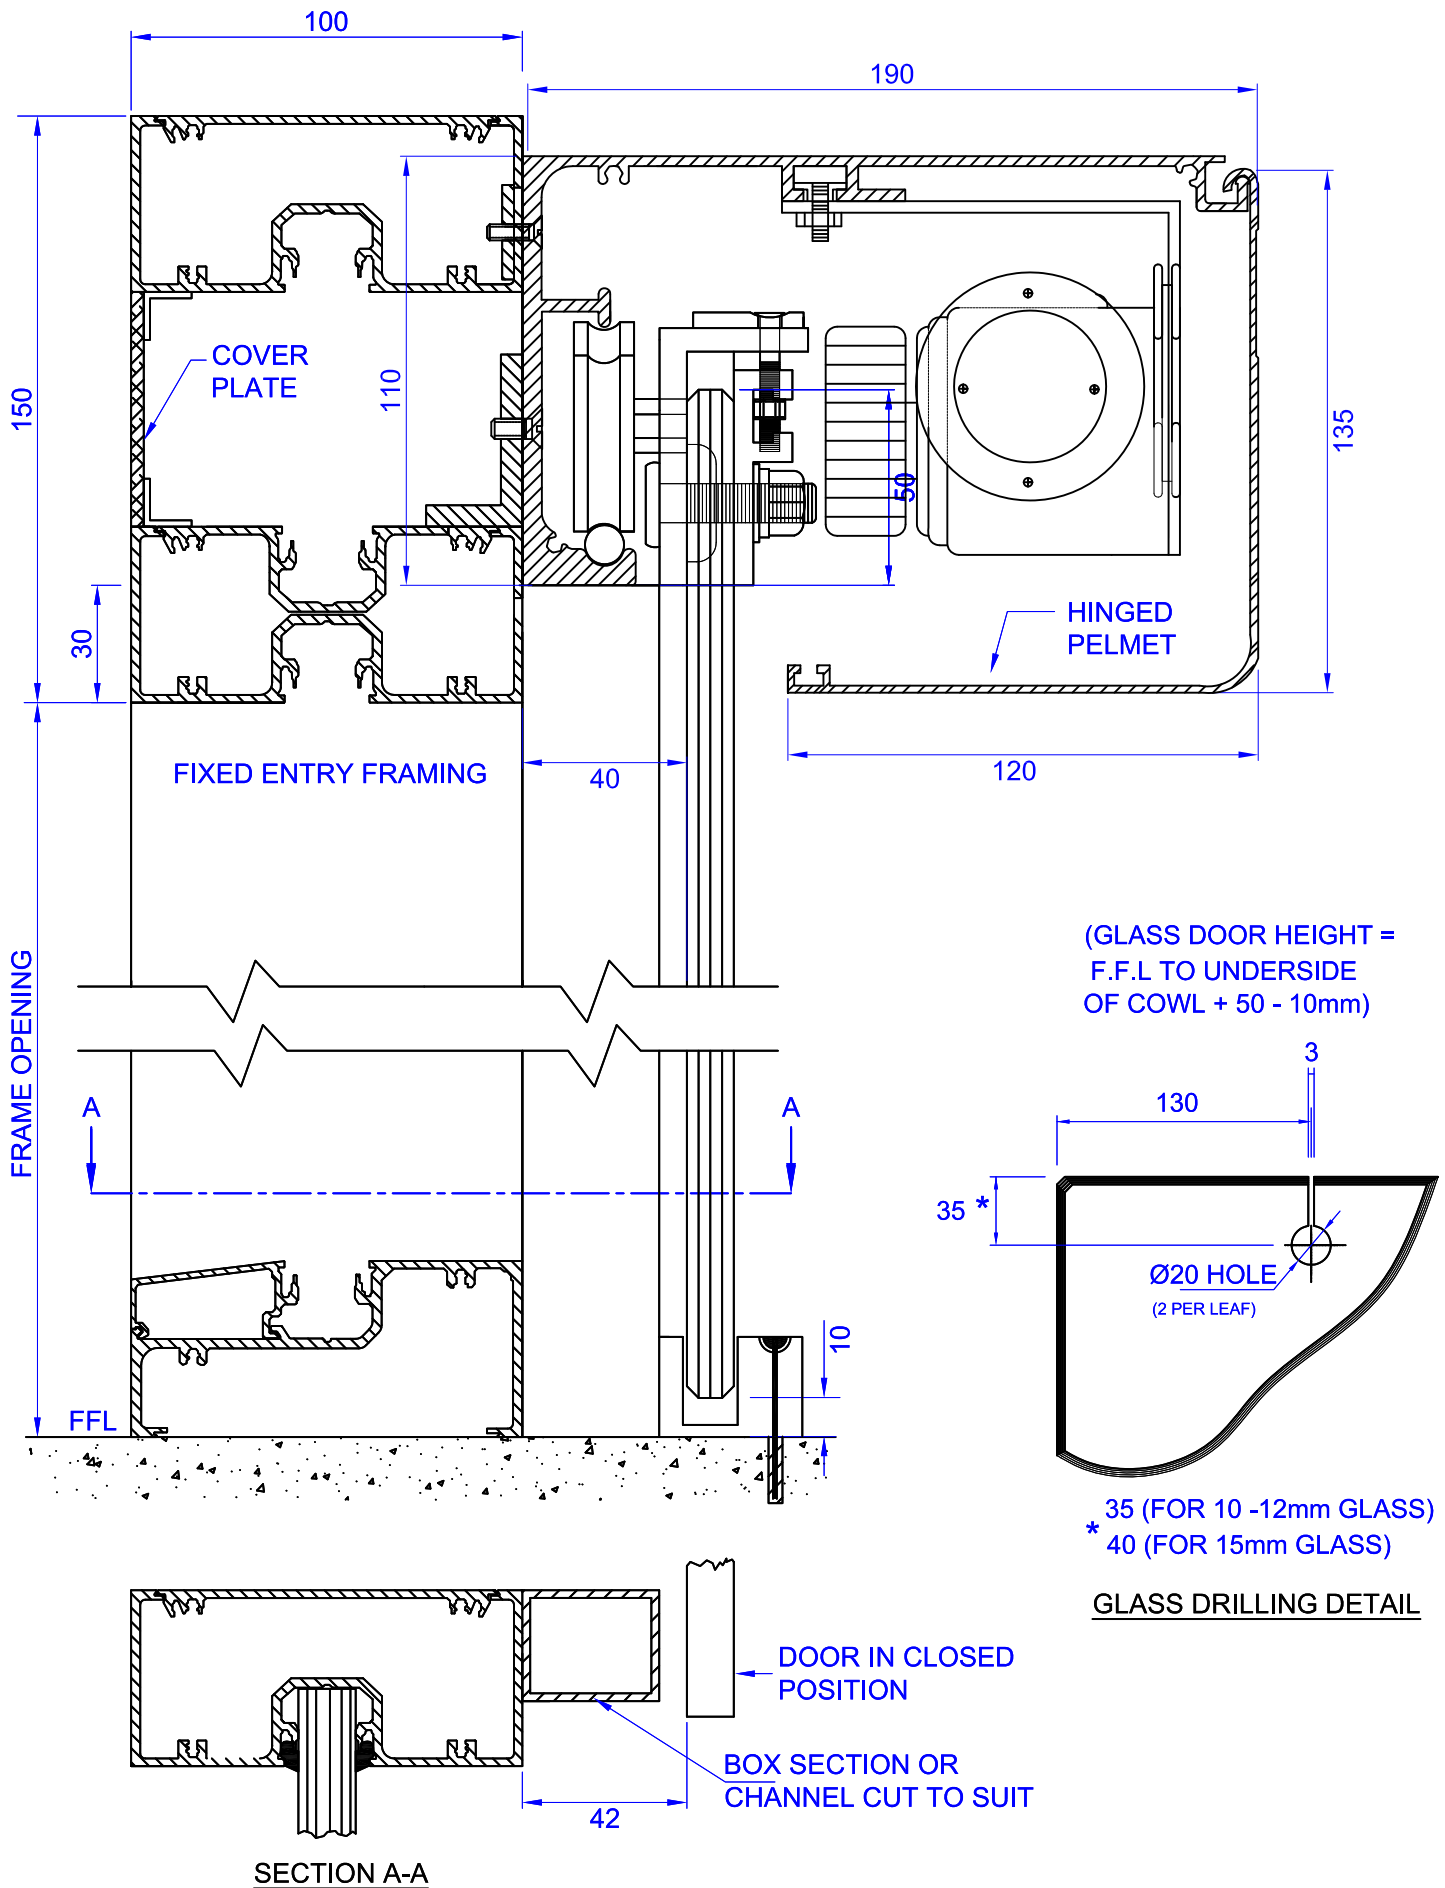 100
190
150
110
COVER
PLATE
135
50
30
HINGED
PELMET
FIXED ENTRY FRAMING
40
120
FRAME OPENING
(GLASS DOOR HEIGHT =
F.F.L TO UNDERSIDE
OF COWL + 50 - 10mm)
3
130
A
A
35 *
Ø20 HOLE
(2 PER LEAF)
10
FFL
* 35 (FOR 10 -12mm GLASS)
40 (FOR 15mm GLASS)
GLASS DRILLING DETAIL
DOOR IN CLOSED
POSITION
BOX SECTION OR
CHANNEL CUT TO SUIT
42
SECTION A-A